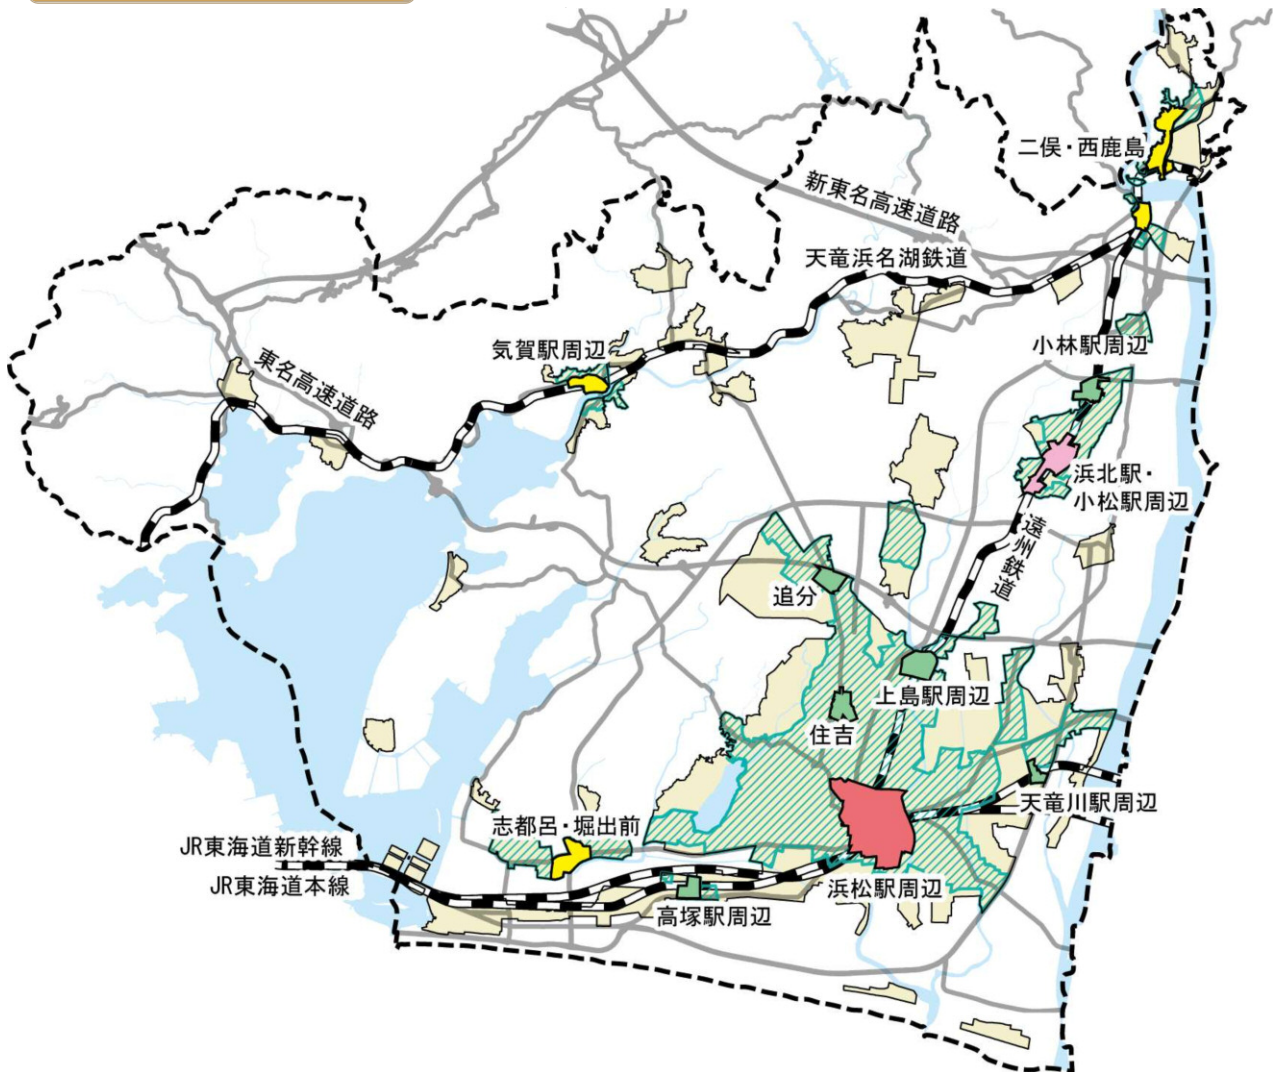 二俣・西鹿島
新東名高速道路
天竜浜名湖鉄道
小林駅周辺
気賀駅周辺
東名高速道路
浜北駅・
小松駅周辺
遠州鉄道
追分
上島駅周辺
住吉
天竜川駅周辺
志都呂・堀出前
JR東海道新幹線
JR東海道本線
浜松駅周辺
高塚駅周辺